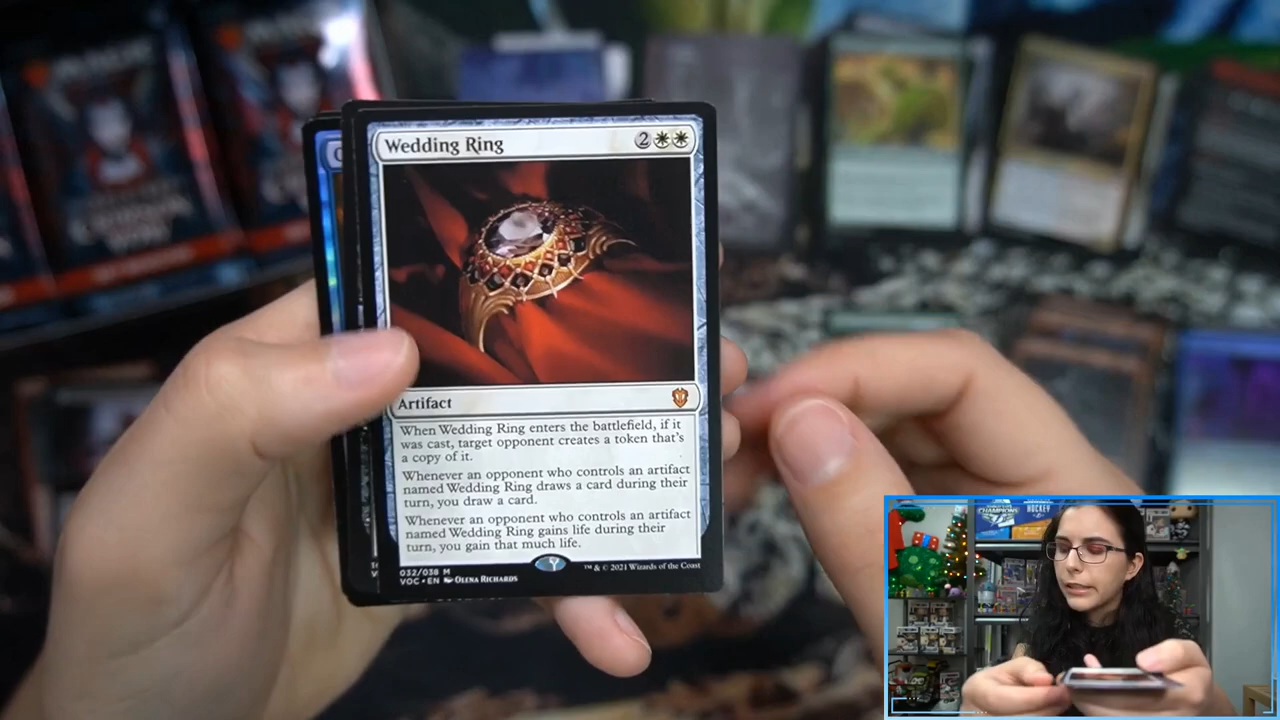 Wedding Ring 2
Artifact
When Wedding Ring enters the battlefield, if it
was cast, target opponent creates a token that's
a copy of it.
Whenever an opponent who controls an artifact
named Wedding Ring draws a card during their
turn, you draw a card.
Whenever an opponent who controls an artifact
named Wedding Ring gains life during their
turn, you gain that much life.
032/038 M
VOC • EN OLENA RICHARDS
™ & © 2021 Wizards of the Coast
CHAMPIONS
HOCKEY